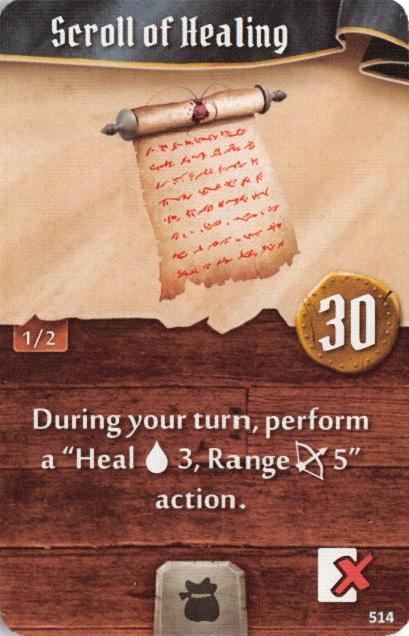 Scroll of Healing
30
1/2
During your turn, perform
a “Heal 3, Range 5”
action.
514